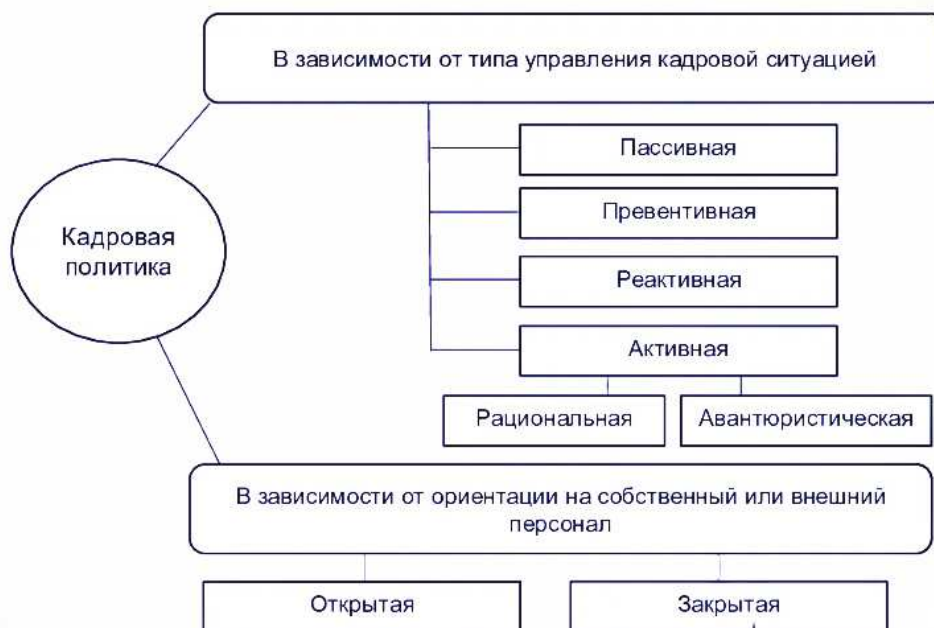 В зависимости от типа управления кадровой ситуацией
Пассивная
Превентивная
Кадровая
политика
Реактивная
Активная
Рациональная
Авантюристическая
В зависимости от ориентации на собственный или внешний
персонал
Открытая
Закрытая